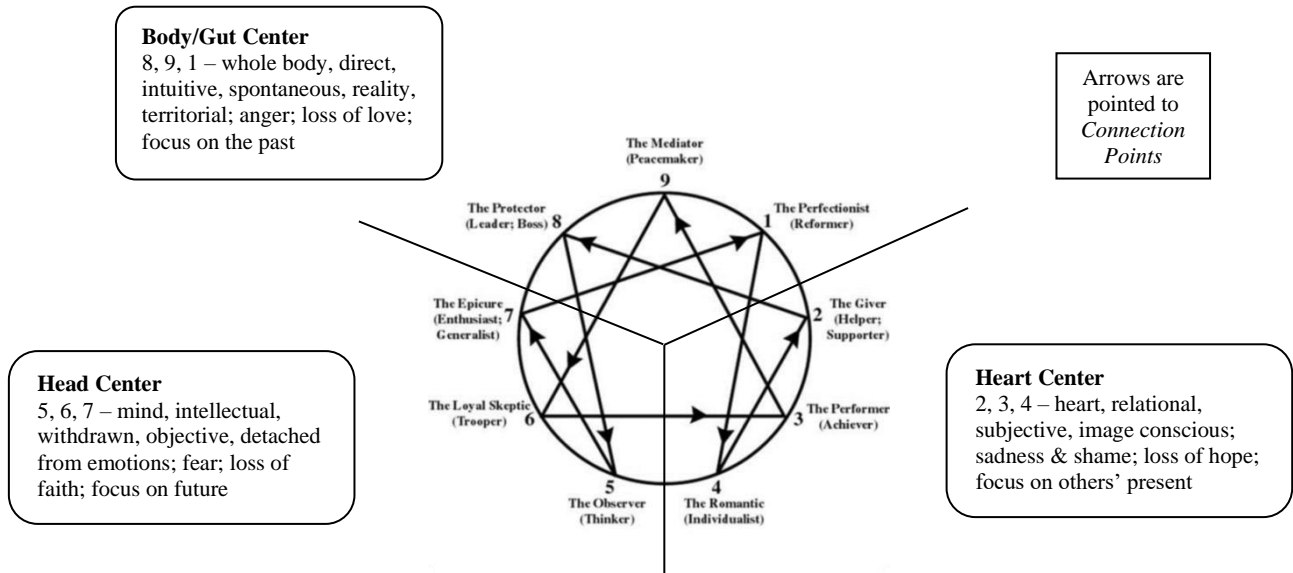 Body/Gut Center
8, 9, 1 – whole body, direct,
intuitive, spontaneous, reality,
territorial; anger; loss of love;
focus on the past
Arrows are
pointed to
Connection
Points
The Mediator
(Peacemaker)
9
The Protector
(Leader; Boss) 8
1 The Perfectionist
(Reformer)
The Epicure
(Enthusiast; 7
Generalist)
2 The Giver
(Helper;
Supporter)
The Loyal Skeptic
(Trooper) 6
3 The Performer
(Achiever)
5
The Observer
(Thinker)
4
The Romantic
(Individualist)
Head Center
5, 6, 7 – mind, intellectual,
withdrawn, objective, detached
from emotions; fear; loss of
faith; focus on future
Heart Center
2, 3, 4 – heart, relational,
subjective, image conscious;
sadness & shame; loss of hope;
focus on others’ present